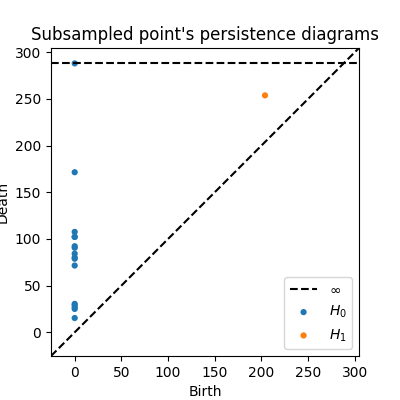 Subsampled point's persistence diagrams
300
250
200
150
100
50
0
Death
∞
H₀
H₁
0 50 100 150 200 250 300
Birth